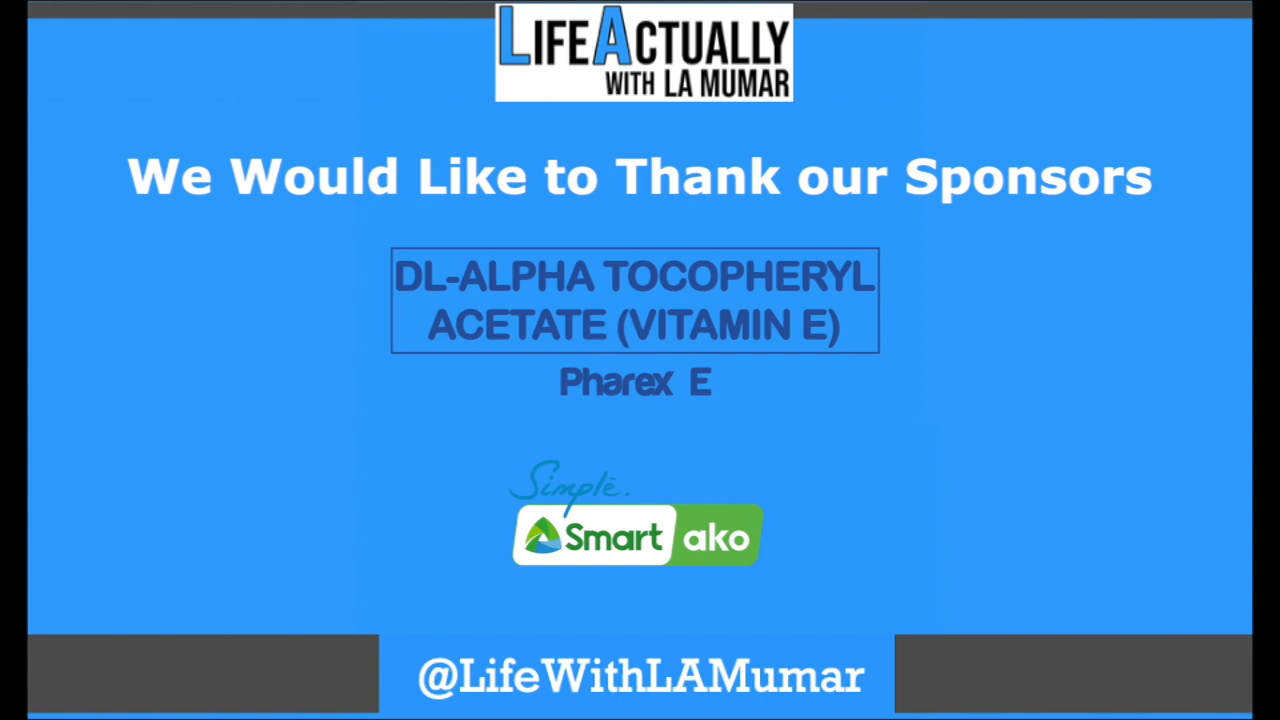 LIFEACTUALLY
WITH LA MUMAR
We Would Like to Thank our Sponsors
DL-ALPHA TOCOPHERYL
ACETATE (VITAMIN E)
Pharex E
Simplē.
Smart ako
@LifeWithLAMumar